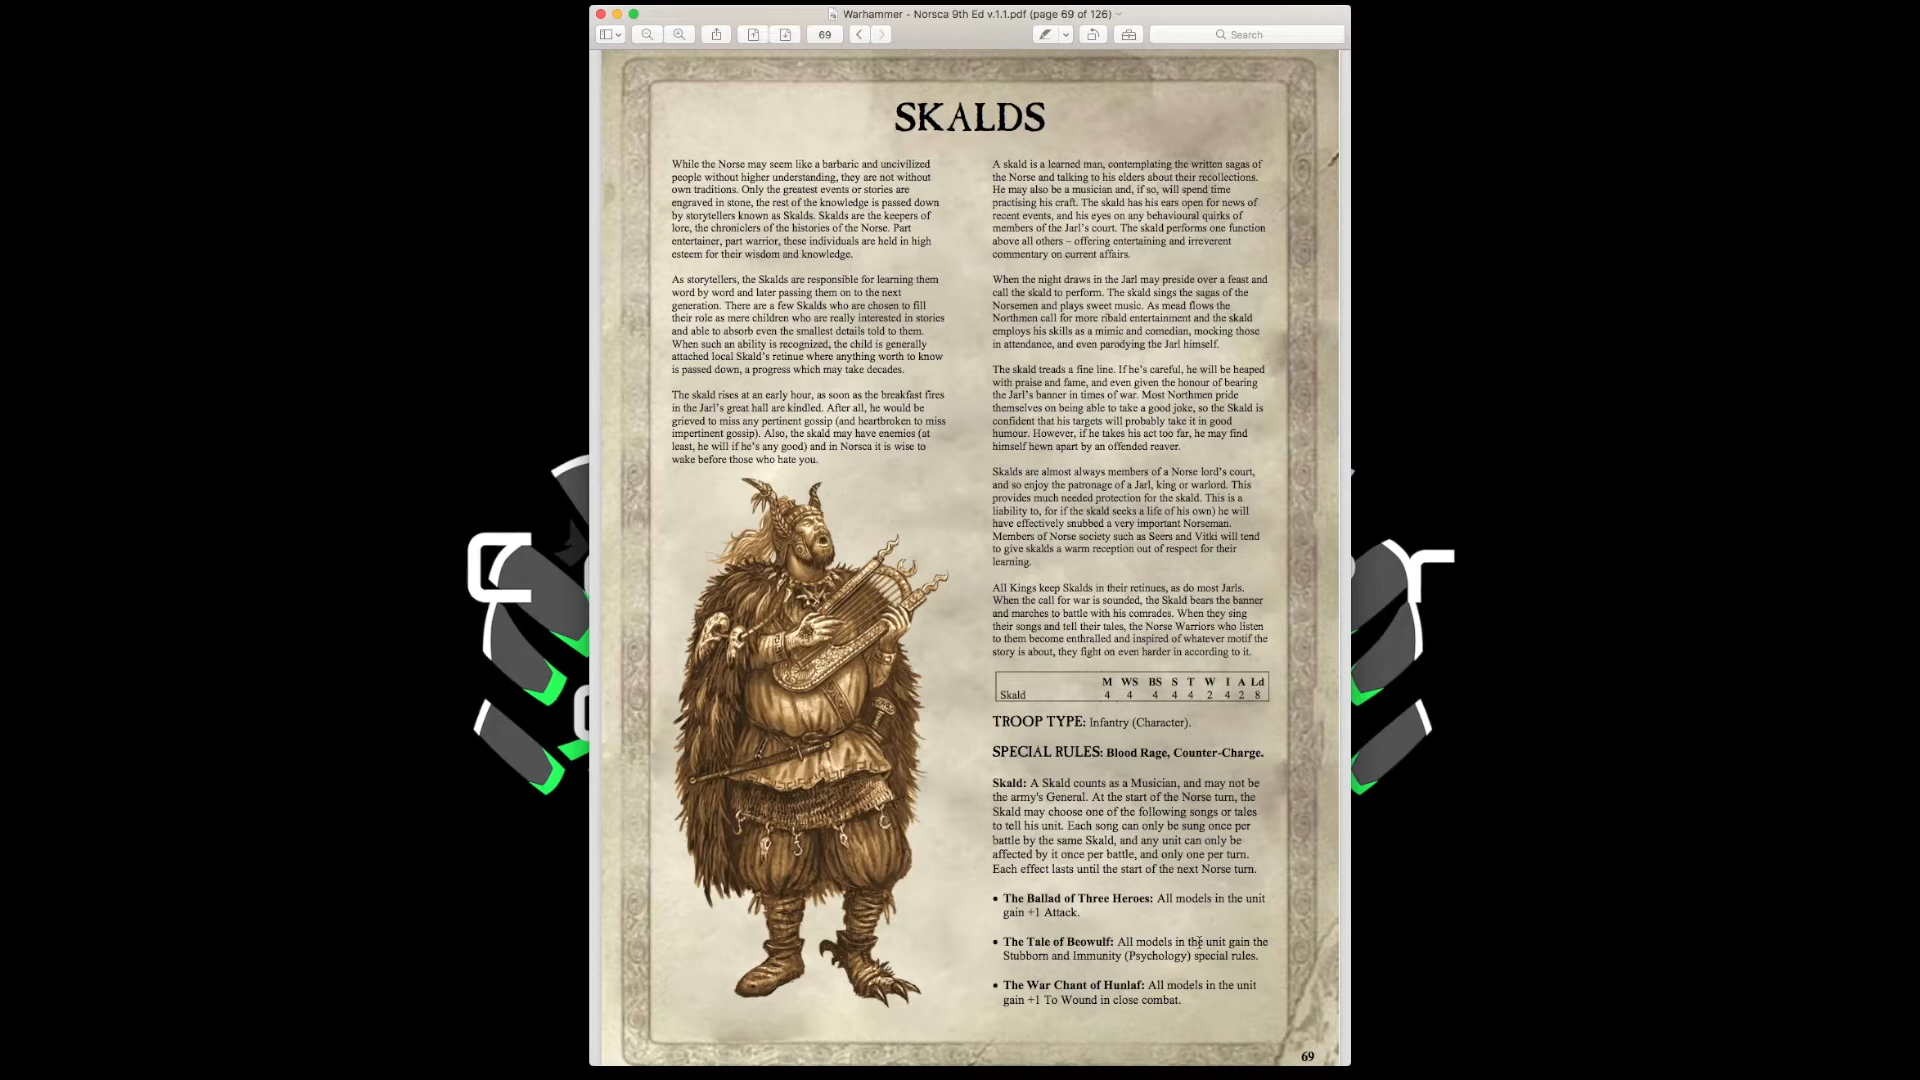 Warhammer - Norsca 9th Ed v.1.1.pdf (page 69 of 126)
69
Search
SKALDS
While the Norse may seem like a barbaric and uncivilized
people without higher understanding, they are not without
own traditions. Only the greatest events or stories are
engraved in stone, the rest of the knowledge is passed down
by storytellers known as Skalds. Skalds are the keepers of
lore, the chroniclers of the histories of the Norse. Part
entertainer, part warrior, these individuals are held in high
esteem for their wisdom and knowledge.
As storytellers, the Skalds are responsible for learning them
word by word and later passing them on to the next
generation. There are a few Skalds who are chosen to fill
their role as mere children who are really interested in stories
and able to absorb even the smallest details told to them.
When such an ability is recognized, the child is generally
attached local Skald's retinue where anything worth to know
is passed down, a progress which may take decades.
The skald rises at an early hour, as soon as the breakfast fires
in the Jarl's great hall are kindled. After all, he would be
grieved to miss any pertinent gossip (and heartbroken to miss
impertinent gossip). Also, the skald may have enemies (at
least, he will if he's any good) and in Norsca it is wise to
wake before those who hate you.
A skald is a learned man, contemplating the written sagas of
the Norse and talking to his elders about their recollections.
He may also be a musician and, if so, will spend time
practising his craft. The skald has his ears open for news of
recent events, and his eyes on any behavioural quirks of
members of the Jarl's court. The skald performs one function
above all others – offering entertaining and irreverent
commentary on current affairs.
When the night draws in the Jarl may preside over a feast and
call the skald to perform. The skald sings the sagas of the
Norsemen and plays sweet music. As mead flows the
Northmen call for more ribald entertainment and the skald
employs his skills as a mimic and comedian, mocking those
in attendance, and even parodying the Jarl himself.
The skald treads a fine line. If he's careful, he will be heaped
with praise and fame, and even given the honour of bearing
the Jarl's banner in times of war. Most Northmen pride
themselves on being able to take a good joke, so the Skald is
confident that his targets will probably take it in good
humour. However, if he takes his act too far, he may find
himself hewn apart by an offended reaver.
Skalds are almost always members of a Norse lord's court,
and so enjoy the patronage of a Jarl, king or warlord. This
provides much needed protection for the skald. This is a
liability to, for if the skald seeks a life of his own) he will
have effectively snubbed a very important Norseman.
Members of Norse society such as Seers and Vitki will tend
to give skalds a warm reception out of respect for their
learning.
All Kings keep Skalds in their retinues, as do most Jarls.
When the call for war is sounded, the Skald bears the banner
and marches to battle with his comrades. When they sing
their songs and tell their tales, the Norse Warriors who listen
to them become enthralled and inspired of whatever motif the
story is about, they fight on even harder in according to it.
M WS BS S T W I A Ld
Skald 4 4 4 4 4 2 4 2 8
TROOP TYPE: Infantry (Character).
SPECIAL RULES: Blood Rage, Counter-Charge.
Skald: A Skald counts as a Musician, and may not be
the army's General. At the start of the Norse turn, the
Skald may choose one of the following songs or tales
to tell his unit. Each song can only be sung once per
battle by the same Skald, and any unit can only be
affected by it once per battle, and only one per turn.
Each effect lasts until the start of the next Norse turn.
• The Ballad of Three Heroes: All models in the unit
gain +1 Attack.
• The Tale of Beowulf: All models in the unit gain the
Stubborn and Immunity (Psychology) special rules.
• The War Chant of Hunlaf: All models in the unit
gain +1 To Wound in close combat.
69